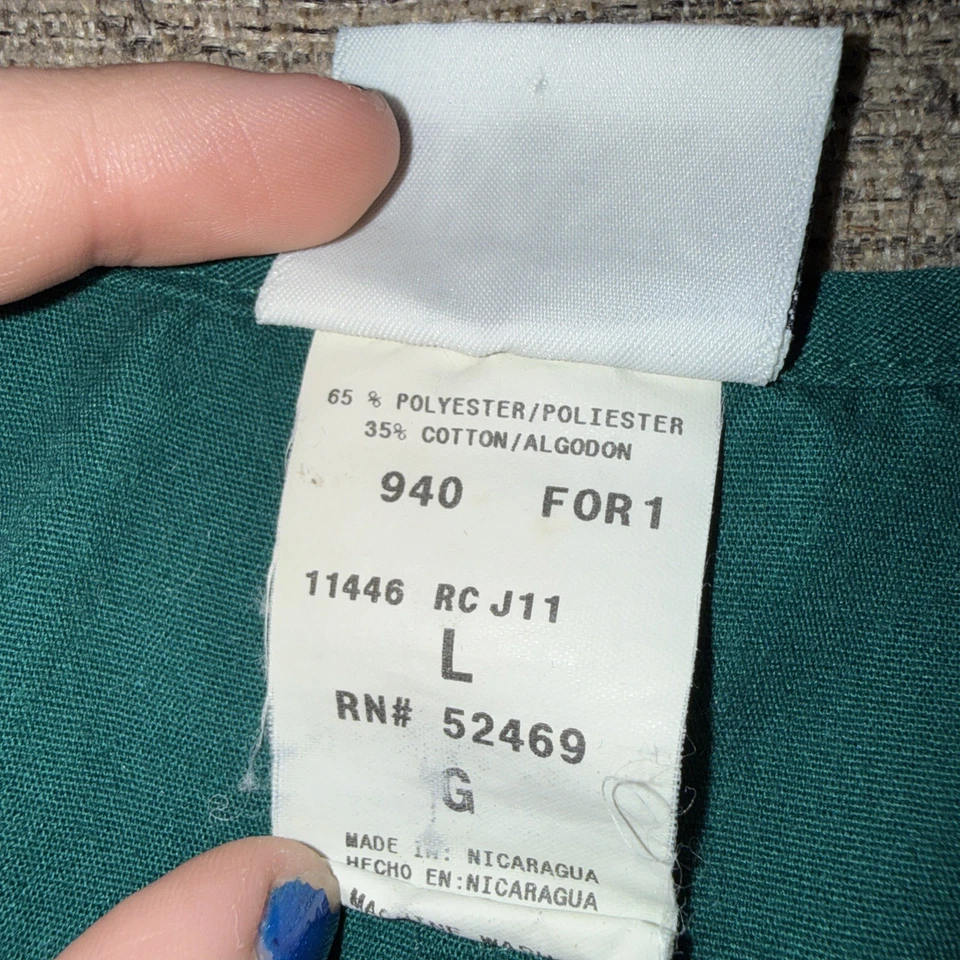 65 % POLYESTER/POLIESTER
35% COTTON/ALGODON
940 FOR1
11446 RC J11
L
RN# 52469
G
MADE IN: NICARAGUA
HECHO EN:NICARAGUA